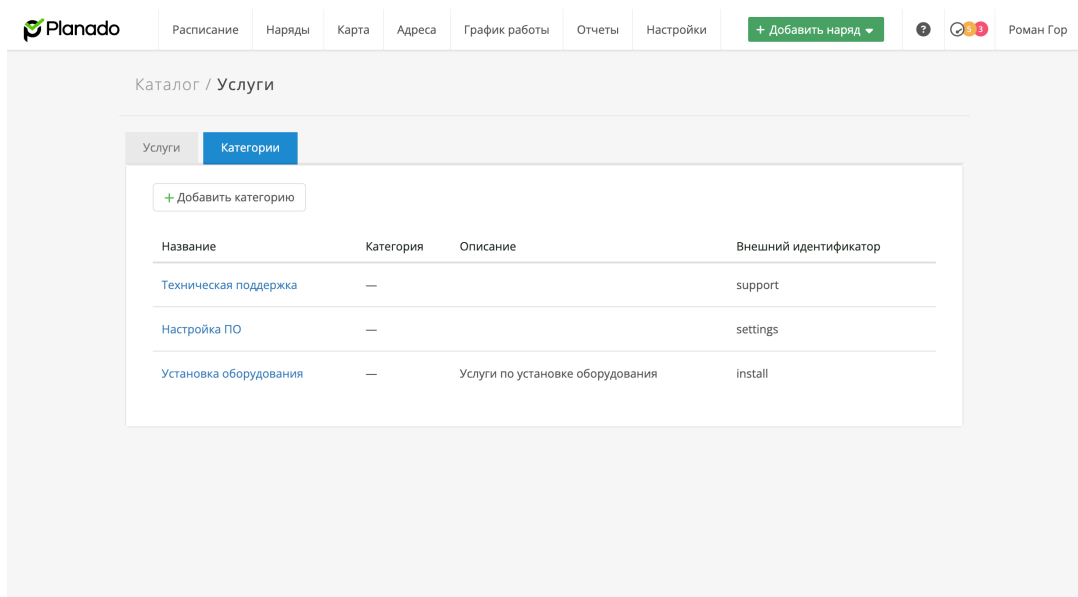 Planado Расписание Наряды Карта Адреса График работы Отчеты Настройки + Добавить наряд ? 5 3 Роман Гор
Каталог / Услуги
Услуги Категории
+ Добавить категорию
Название Категория Описание Внешний идентификатор
Техническая поддержка — support
Настройка ПО — settings
Установка оборудования — Услуги по установке оборудования install